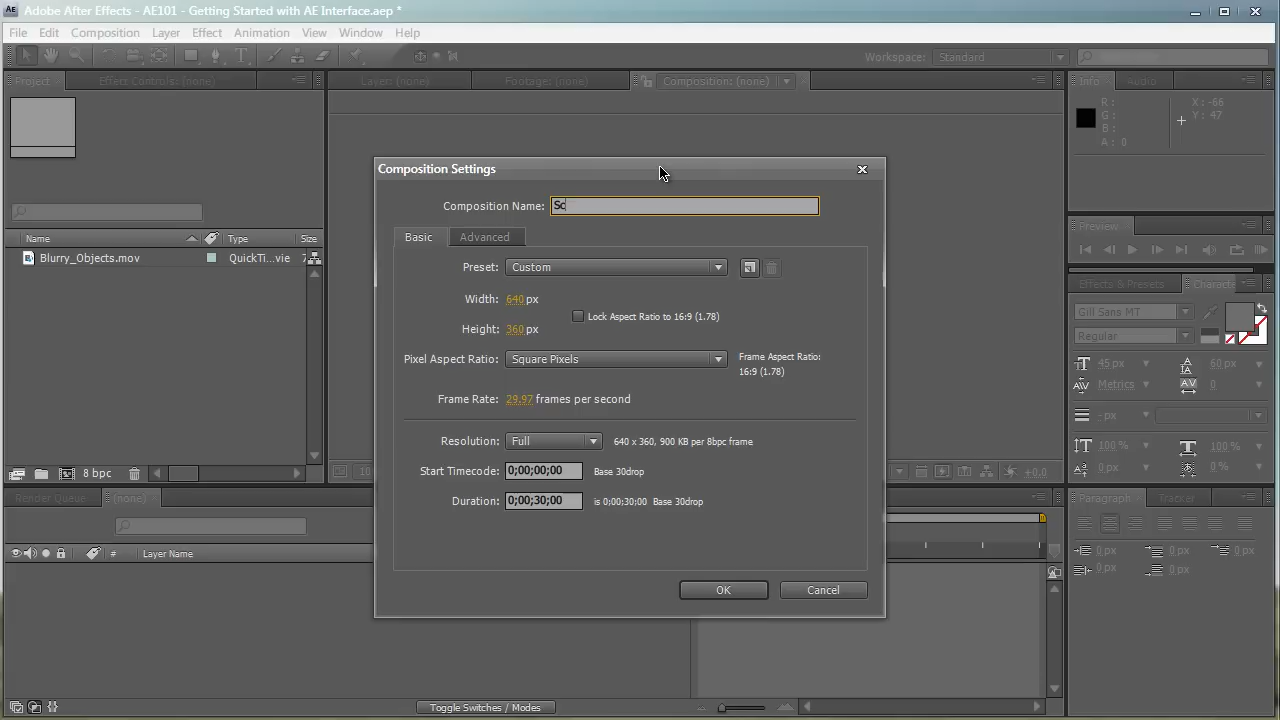 Adobe After Effects - AE101 - Getting Started with AE Interface.aep *
File Edit Composition Layer Effect Animation View Window Help
Workspace: Standard
Project Effect Controls: (none) Layer: (none) Footage: (none) Composition: (none) Info Audio
R: X: -66
G: Y: 47
B:
A: 0
Composition Settings
Composition Name: Sc
Basic Advanced
Preset: Custom
Width: 640 px
Lock Aspect Ratio to 16:9 (1.78)
Height: 360 px
Pixel Aspect Ratio: Square Pixels
Frame Aspect Ratio:
16:9 (1.78)
Frame Rate: 29.97 frames per second
Resolution: Full 640 x 360, 900 KB per 8bpc frame
Start Timecode: 0;00;00;00 Base 30drop
Duration: 0;00;30;00 is 0;00;30;00 Base 30drop
OK Cancel
Name Type Size
Blurry_Objects.mov QuickTi...vie 7
8 bpc
Preview
Effects & Presets Characte
Gill Sans MT
Regular
45 px 60 px
Metrics 0
- px
100 % 100 %
0 px 0 %
+0.0
Render Queue (none)
# Layer Name
Toggle Switches / Modes
Paragraph Tracker
0 px 0 px 0 px
0 px 0 px